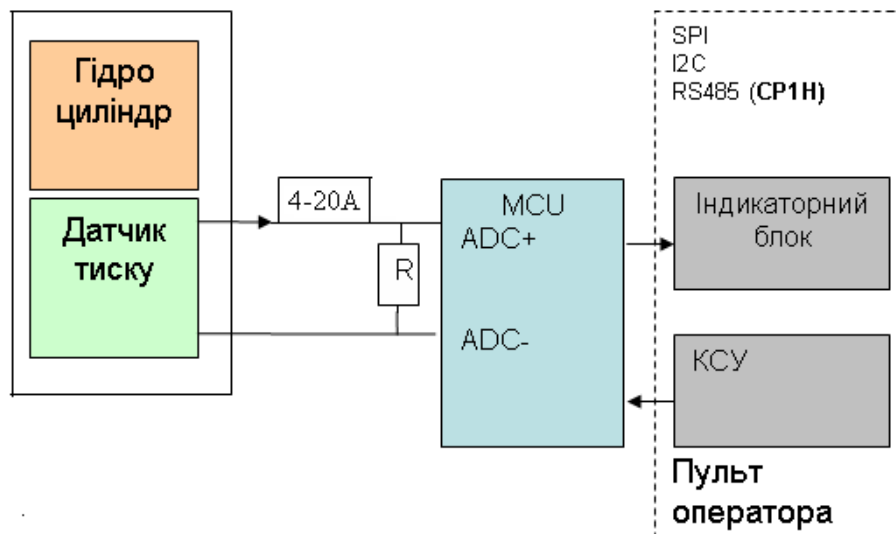 Гідро
циліндр
Датчик
тиску
4-20A
R
MCU
ADC+
ADC-
SPI
I2C
RS485 (CP1H)
Індикаторний
блок
КСУ
Пульт
оператора